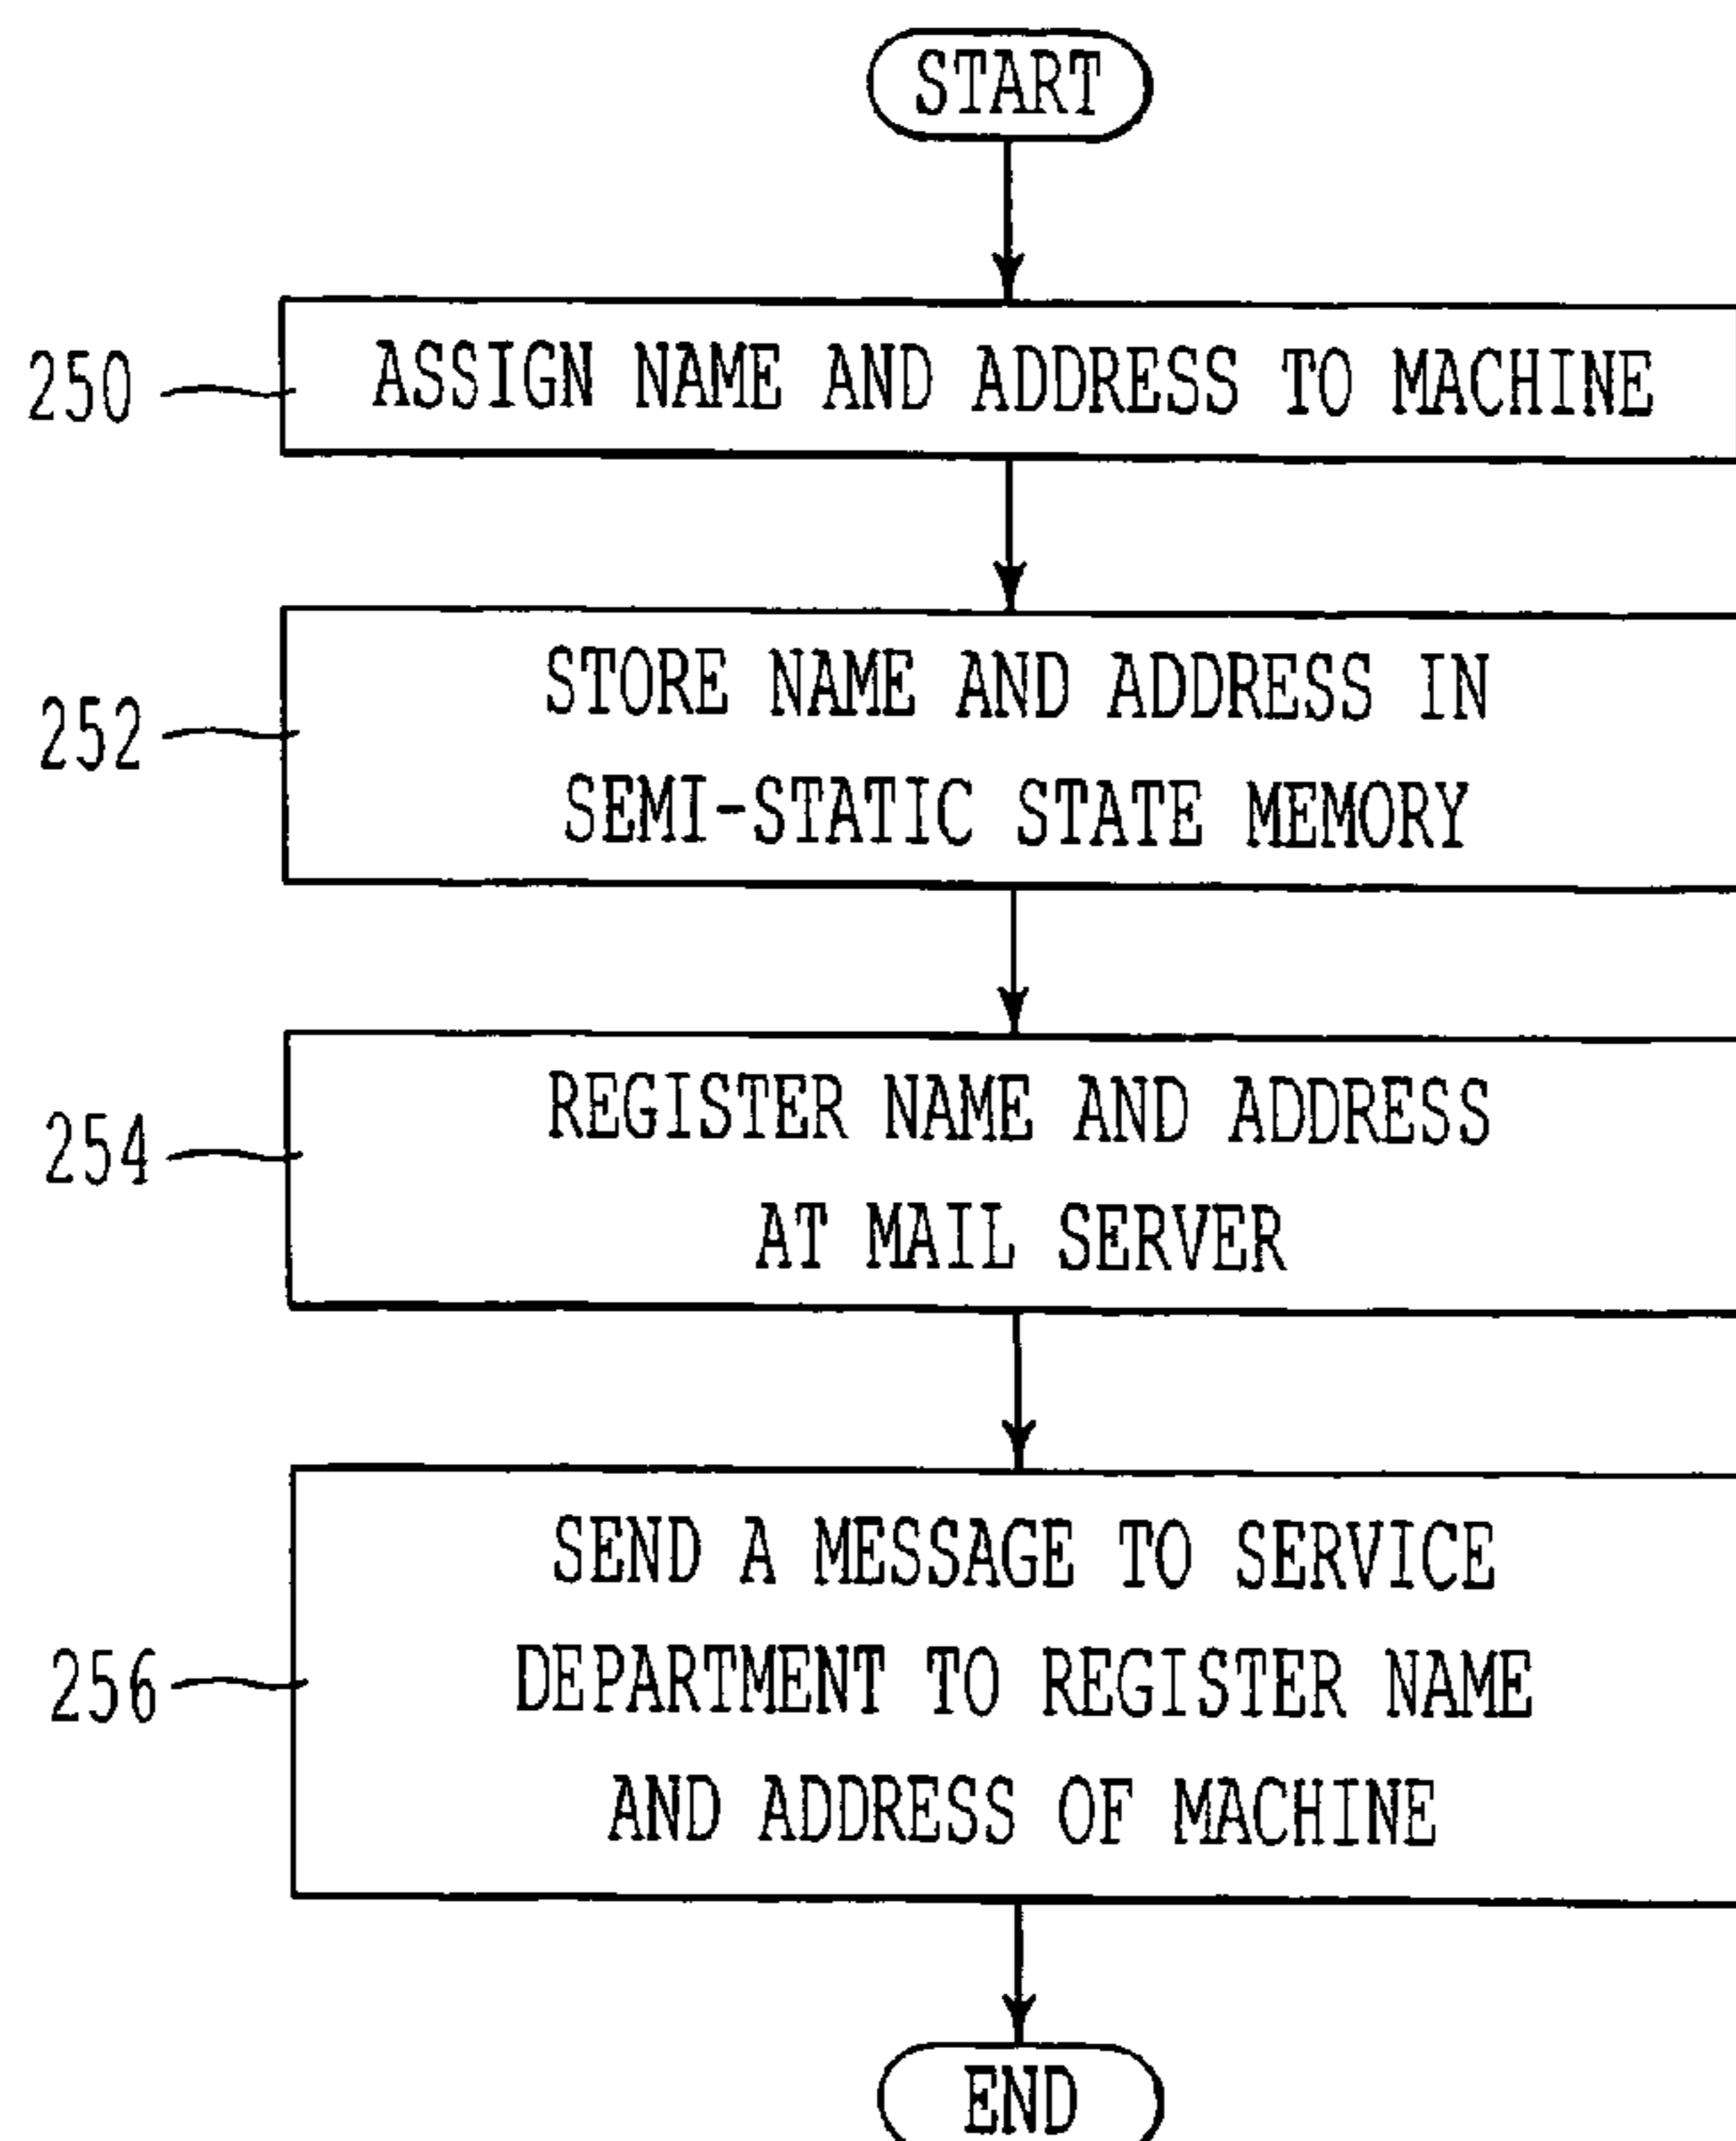 START
250
ASSIGN NAME AND ADDRESS TO MACHINE
252
STORE NAME AND ADDRESS IN
SEMI-STATIC STATE MEMORY
254
REGISTER NAME AND ADDRESS
AT MAIL SERVER
256
SEND A MESSAGE TO SERVICE
DEPARTMENT TO REGISTER NAME
AND ADDRESS OF MACHINE
END